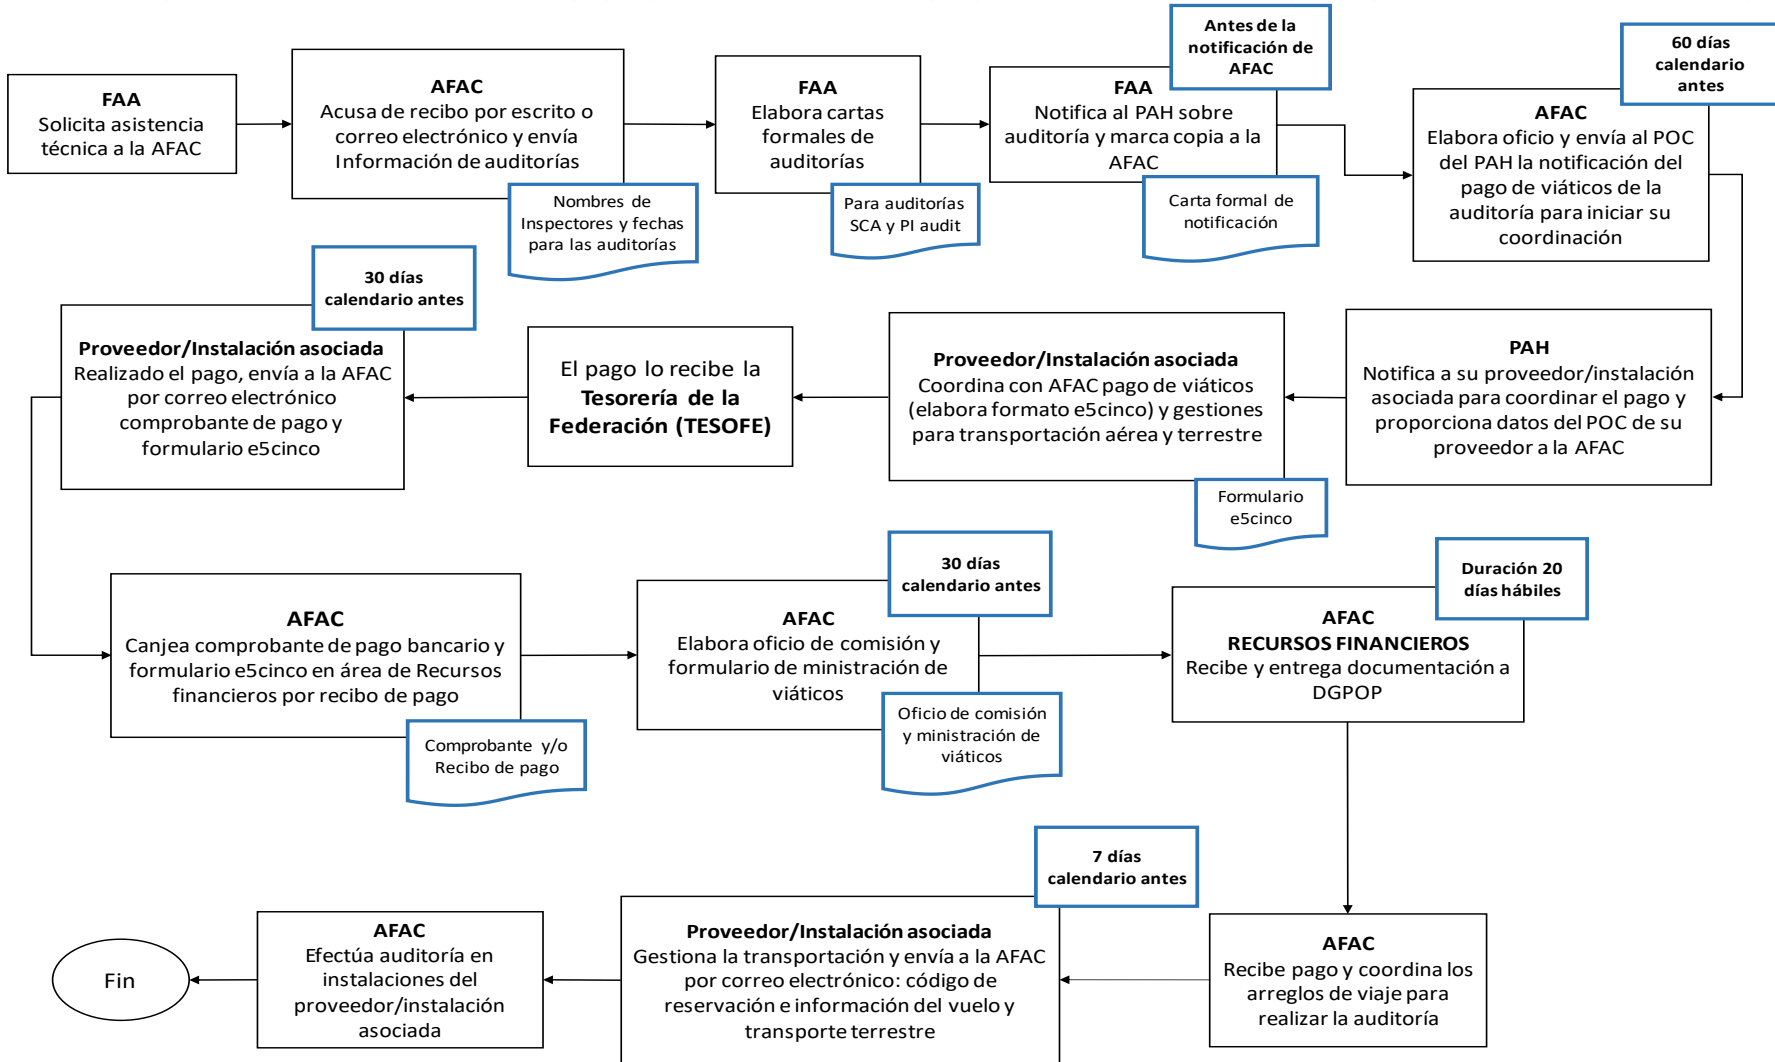 FAA
Solicita asistencia
técnica a la AFAC
AFAC
Acusa de recibo por escrito o
correo electrónico y envía
Información de auditorías
Nombres de
Inspectores y fechas
para las auditorías
FAA
Elabora cartas
formales de
auditorías
Para auditorías
SCA y PI audit
Antes de la
notificación de
AFAC
FAA
Notifica al PAH sobre
auditoría y marca copia a la
AFAC
Carta formal de
notificación
60 días
calendario
antes
AFAC
Elabora oficio y envía al POC
del PAH la notificación del
pago de viáticos de la
auditoría para iniciar su
coordinación
PAH
Notifica a su proveedor/instalación
asociada para coordinar el pago y
proporciona datos del POC de su
proveedor a la AFAC
Proveedor/Instalación asociada
Coordina con AFAC pago de viáticos
(elabora formato e5cinco) y gestiones
para transportación aérea y terrestre
Formulario
e5cinco
El pago lo recibe la
Tesorería de la
Federación (TESOFE)
30 días
calendario antes
Proveedor/Instalación asociada
Realizado el pago, envía a la AFAC
por correo electrónico
comprobante de pago y
formulario e5cinco
AFAC
Canjea comprobante de pago bancario y
formulario e5cinco en área de Recursos
financieros por recibo de pago
Comprobante y/o
Recibo de pago
30 días
calendario antes
AFAC
Elabora oficio de comisión y
formulario de ministración de
viáticos
Oficio de comisión
y ministración de
viáticos
Duración 20
días hábiles
AFAC
RECURSOS FINANCIEROS
Recibe y entrega documentación a
DGPOP
AFAC
Recibe pago y coordina los
arreglos de viaje para
realizar la auditoría
7 días
calendario antes
Proveedor/Instalación asociada
Gestiona la transportación y envía a la AFAC
por correo electrónico: código de
reservación e información del vuelo y
transporte terrestre
AFAC
Efectúa auditoría en
instalaciones del
proveedor/instalación
asociada
Fin